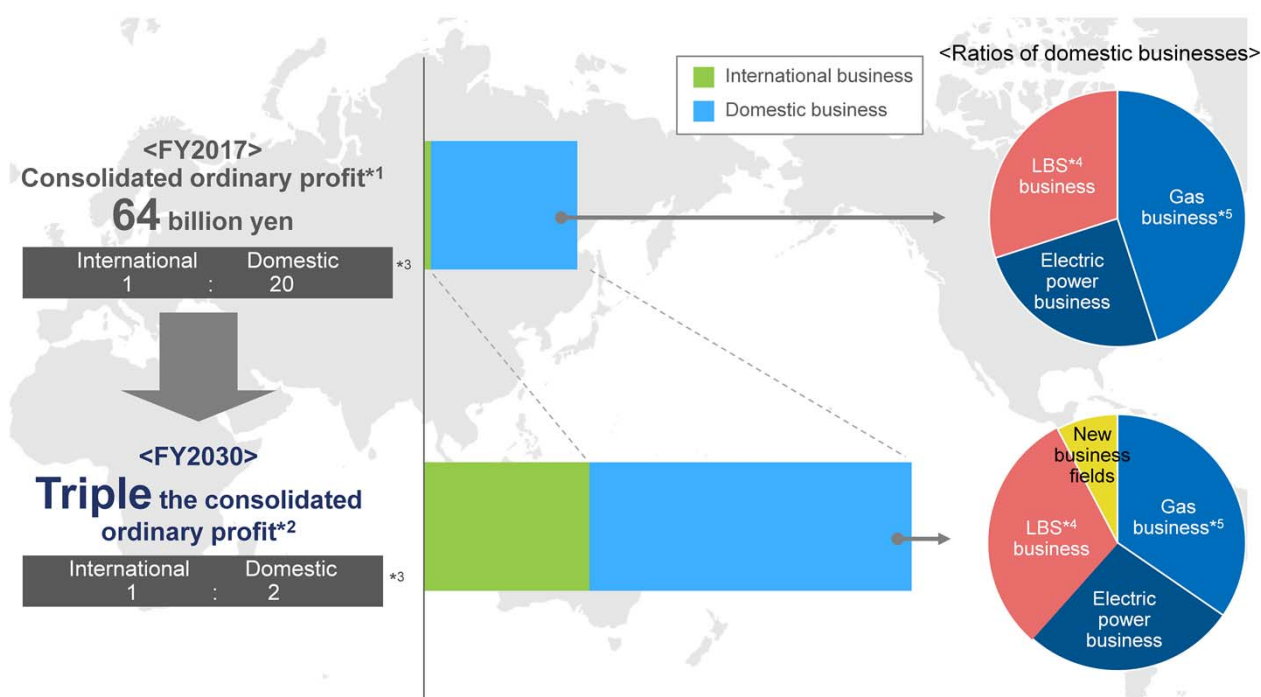 <Ratios of domestic businesses>
International business
Domestic business
<FY2017>
Consolidated ordinary profit*1
64 billion yen
International Domestic
1 : 20
*3
LBS*4
business
Gas
business*5
Electric
power
business
<FY2030>
Triple the consolidated
ordinary profit*2
International Domestic
1 : 2
*3
New
business
fields
Gas
business*5
LBS*4
business
Electric
power
business